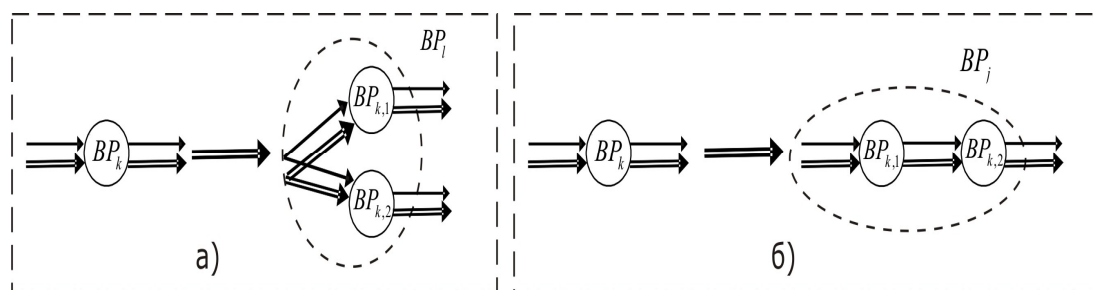 BP_l
BP_k
BP_{k,1}
BP_{k,2}
а)
BP_j
BP_k
BP_{k,1}
BP_{k,2}
б)